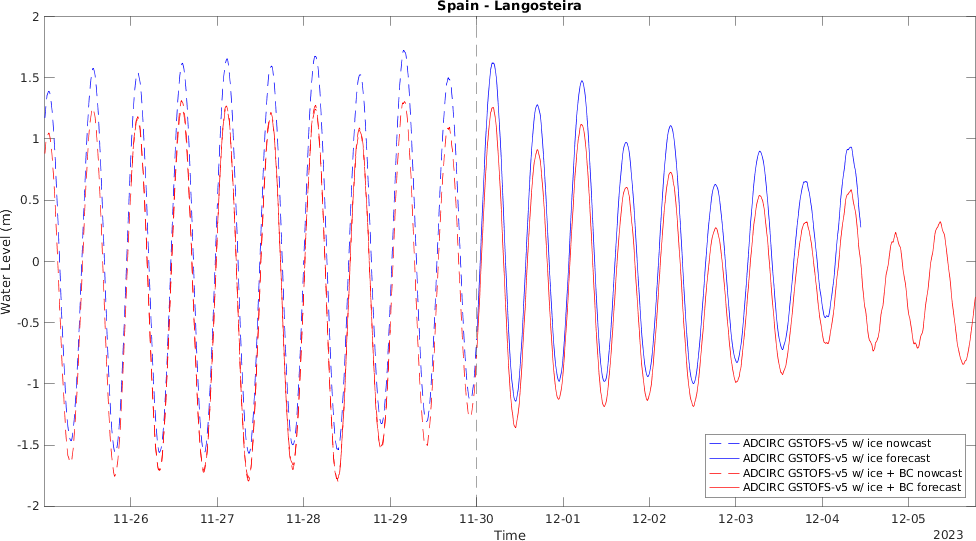 Spain - Langosteira
2
1.5
1
0.5
0
-0.5
-1
-1.5
-2
Water Level (m)
11-26 11-27 11-28 11-29 11-30 12-01 12-02 12-03 12-04 12-05
Time
2023
ADCIRC GSTOFS-v5 w/ ice nowcast
ADCIRC GSTOFS-v5 w/ ice forecast
ADCIRC GSTOFS-v5 w/ ice + BC nowcast
ADCIRC GSTOFS-v5 w/ ice + BC forecast